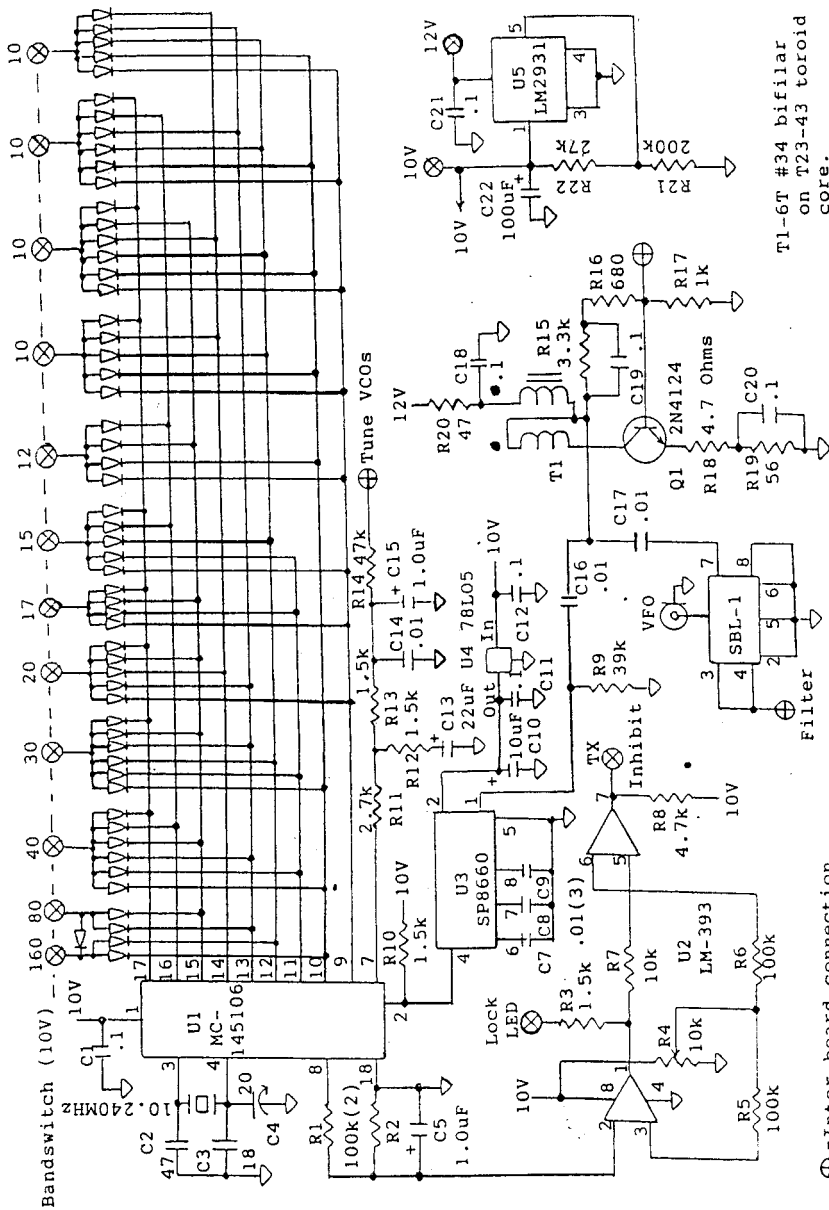 Bandswitch (10V)
160
80
40
30
20
17
15
12
10
10
10
10
10V
C1
.1
1
U1
MC-
145106
17
16
15
14
13
12
11
10
9
7
2
3
4
8
18
10.240MHz
C2
47
C3
18
20
C4
R1
100k(2)
R2
C5
1.0uF
R10
1.5k
10V
2.7k
R11
R12
1.5k
R13
1.5k
C13
22uF
C14
.01
C15
1.0uF
R14
47k
Tune VCOs
U4 78L05
Out
In
10V
10uF
C10
.1
C11
C12
.1
U3
SP8660
2
1
4
5
6
7
8
C7
C8
C9
.01(3)
R9
39k
C16
.01
C17
.01
12V
R20
47
C18
.1
T1
R15
3.3k
C19
.1
R16
680
R17
1k
Q1
2N4124
R18
4.7 Ohms
R19
56
C20
.1
VFO
SBL-1
3
4
7
8
2
5
6
Filter
Lock
LED
R3
1.5k
R7
10k
U2
LM-393
10V
2
3
8
1
4
R4
10k
R5
100k
R6
100k
6
5
7
TX
Inhibit
R8
4.7k
10V
12V
C21
.1
U5
LM2931
1
5
3
4
10V
10V
C22
100uF
R22
27k
R21
200k
T1-6T #34 bifilar
on T23-43 toroid
core.
=Inter board connection